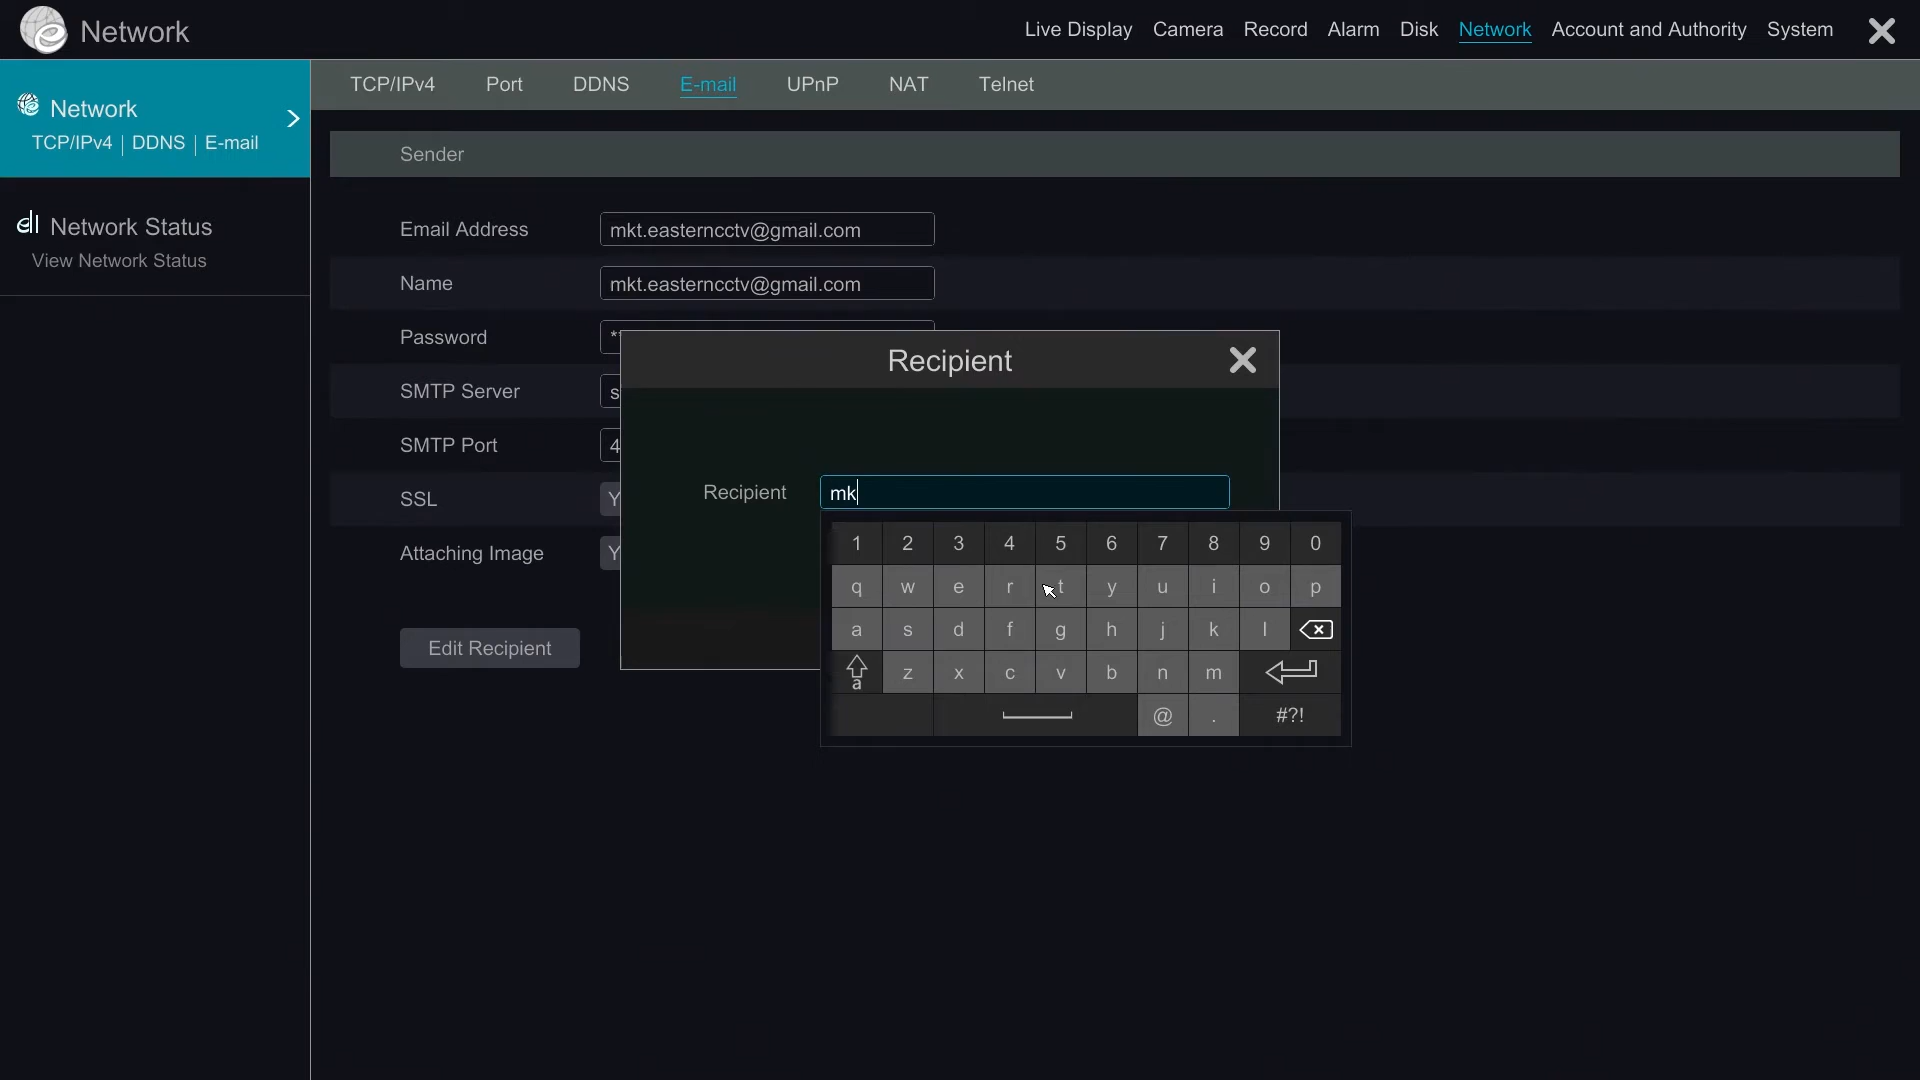 Network
Live Display Camera Record Alarm Disk Network Account and Authority System
Network
TCP/IPv4 | DDNS | E-mail
Network Status
View Network Status
TCP/IPv4 Port DDNS E-mail UPnP NAT Telnet
Sender
Email Address mkt.easterncctv@gmail.com
Name mkt.easterncctv@gmail.com
Password *
SMTP Server s
SMTP Port 4
SSL Y
Attaching Image Y
Edit Recipient
Recipient
Recipient mk
1 2 3 4 5 6 7 8 9 0
q w e r t y u i o p
a s d f g h j k l
a z x c v b n m
@ . #?!